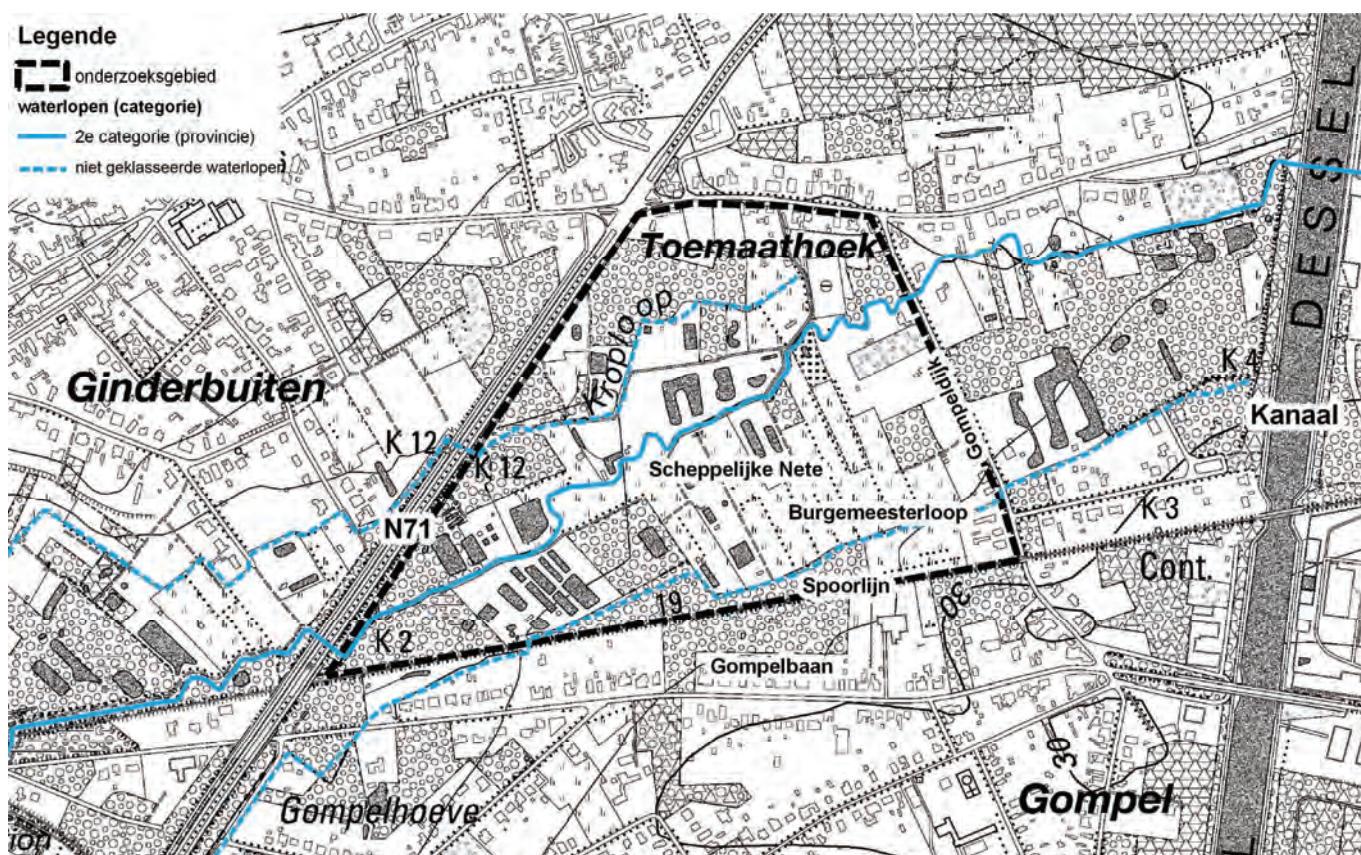 Legende
onderzoeksgebied
waterlopen (categorie)
2e categorie (provincie)
niet geklasseerde waterlopen
DESSEL
Toemaathoek
Kroploop
Ginderbuiten
Gompeldijk
K 4
Kanaal
K 12
K 12
Scheppelijke Nete
N71
Burgemeesterloop
K 3
Cont.
Spoorlijn
19
30
K 2
Gompelbaan
30
Gompel
Gompelhoeve
ion
L